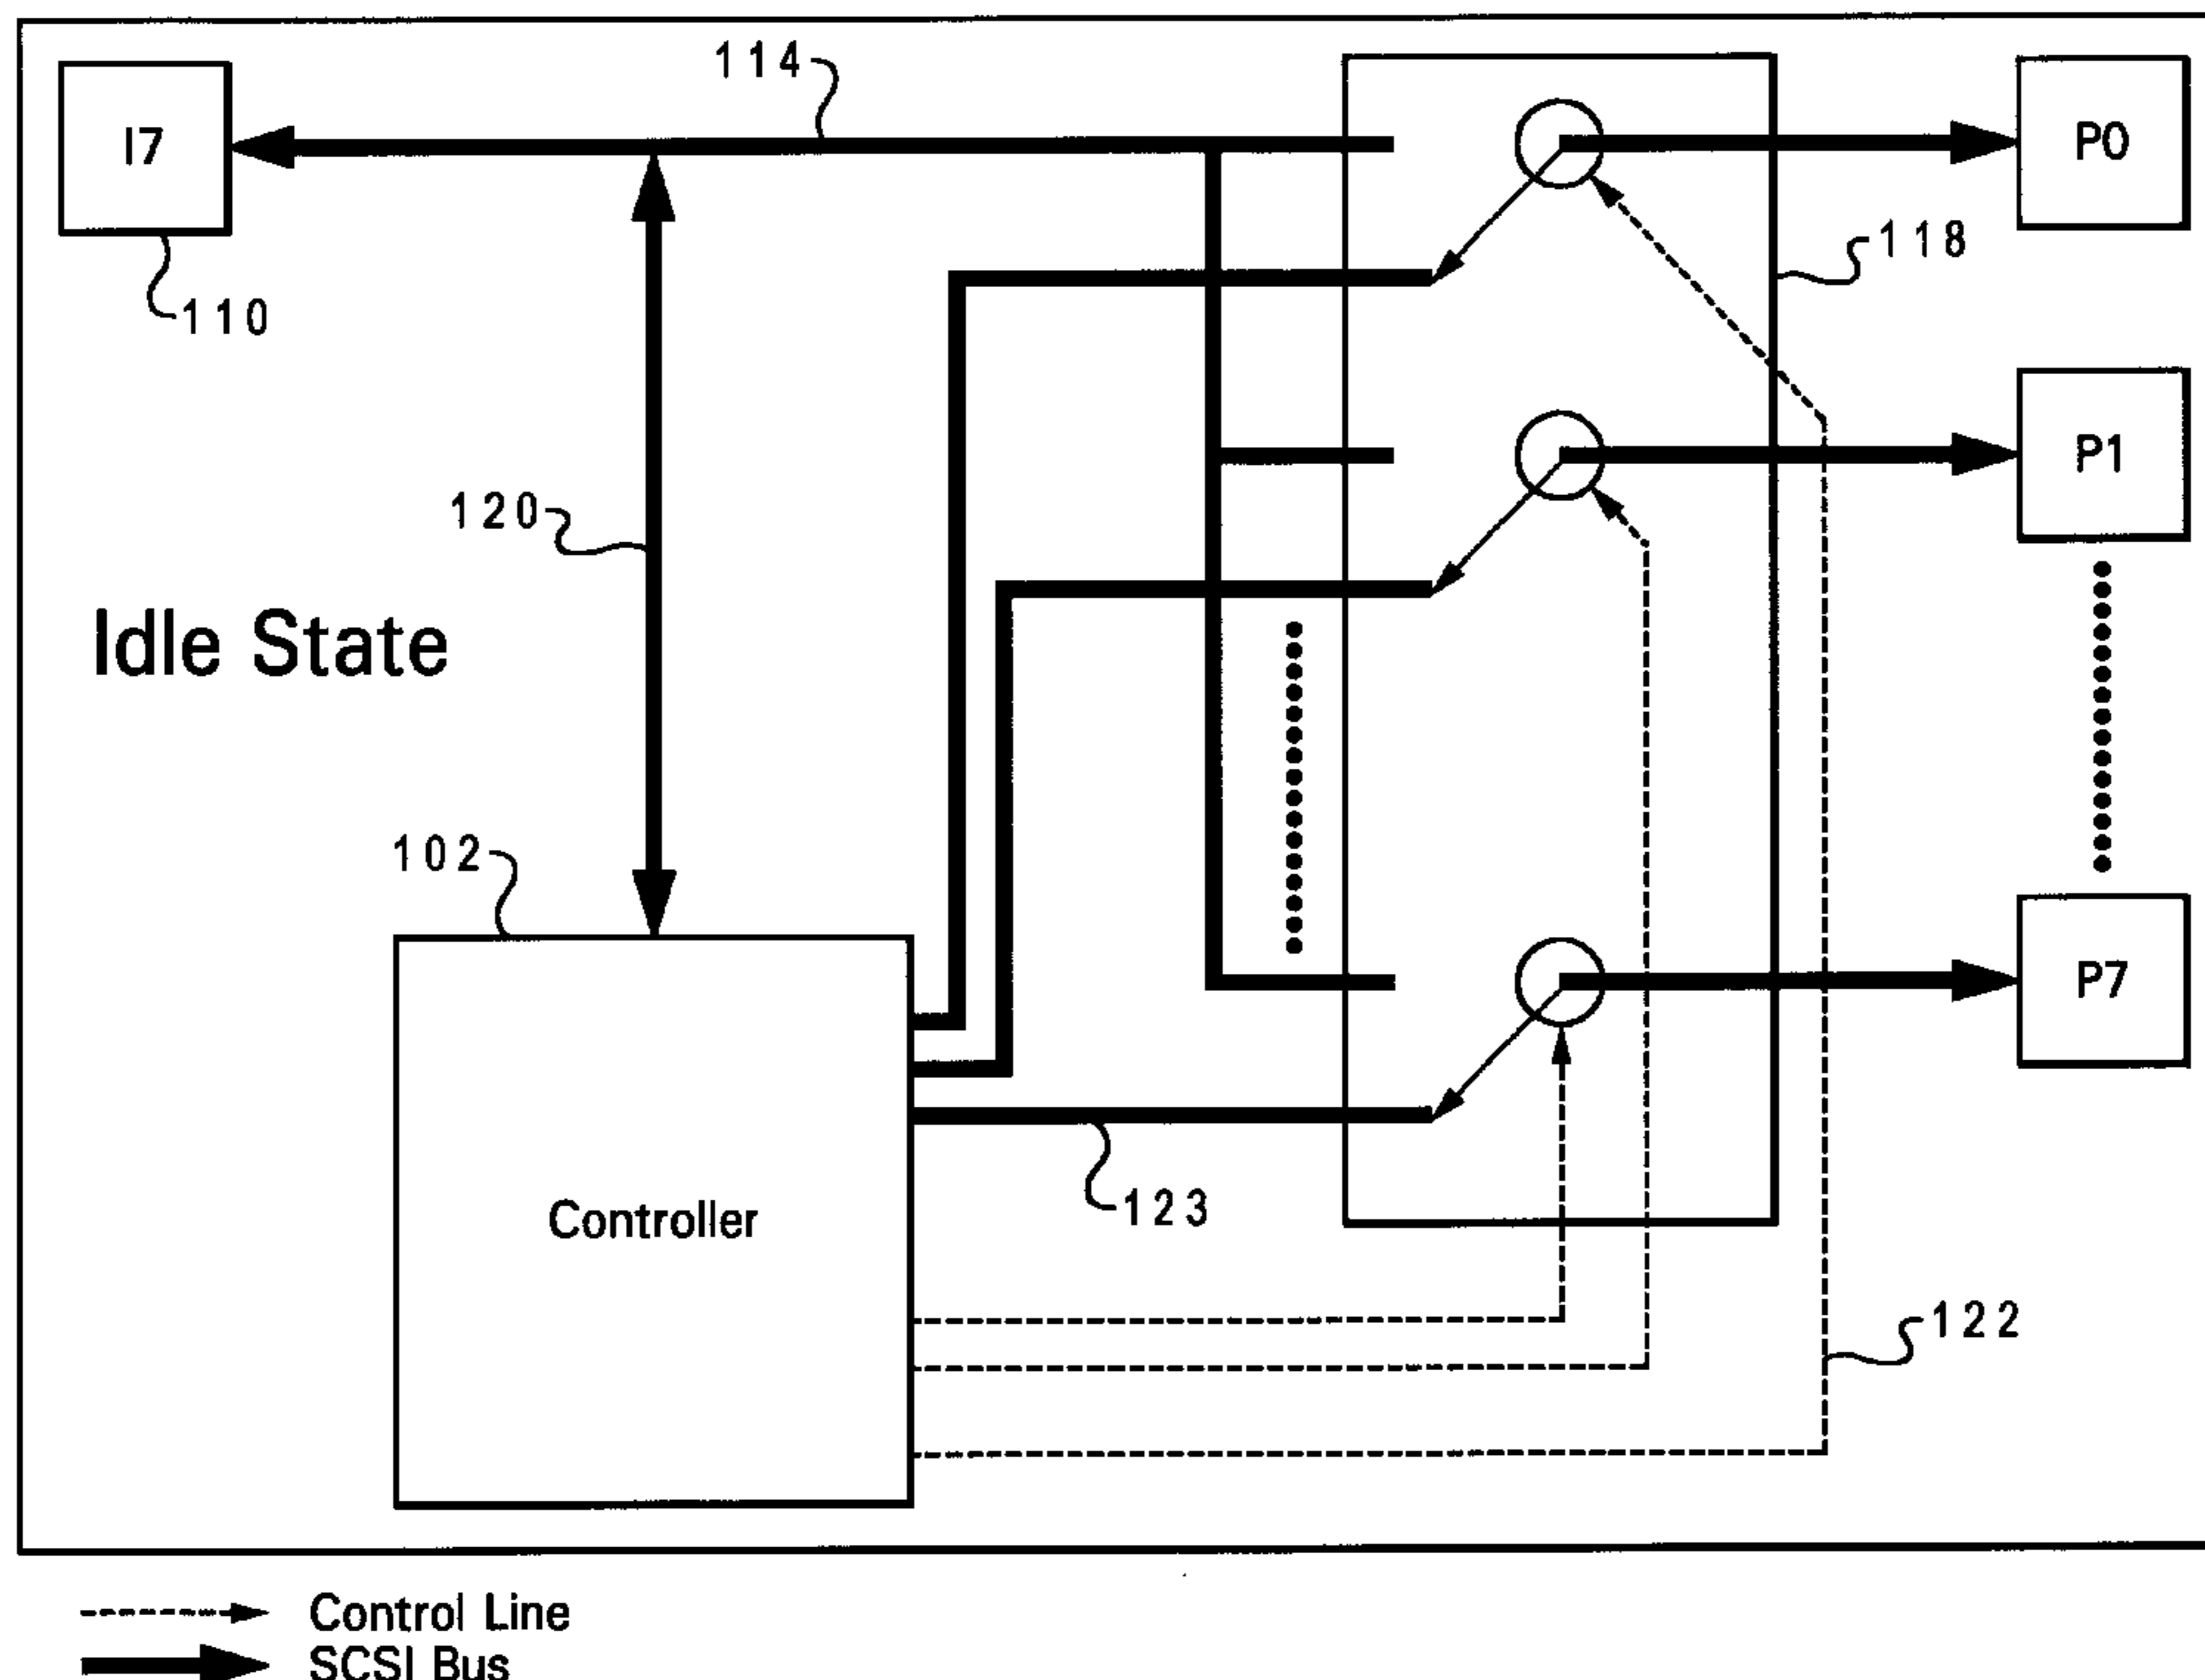 114
I7
P0
118
110
P1
120
Idle State
102
P7
123
Controller
122
Control Line
SCSI Bus